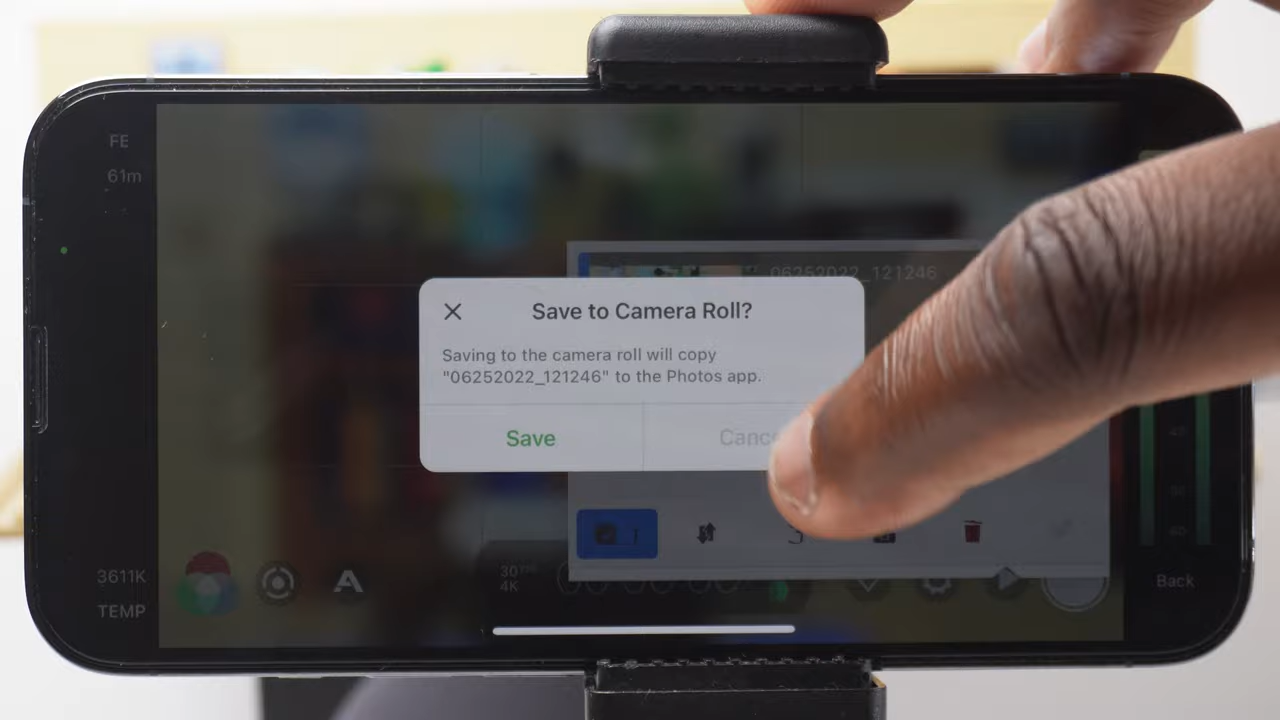 FE
61m
06252022_121246
Save to Camera Roll?
Saving to the camera roll will copy
"06252022_121246" to the Photos app.
Save
3611K
TEMP
A
30
4K
Back